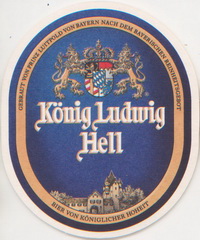 GEBRAUT VON PRINZ LUITPOLD VON BAYERN NACH DEM BAYERISCHEN REINHEITSGEBOT
König Ludwig
Hell
BIER VON KÖNIGLICHER HOHEIT